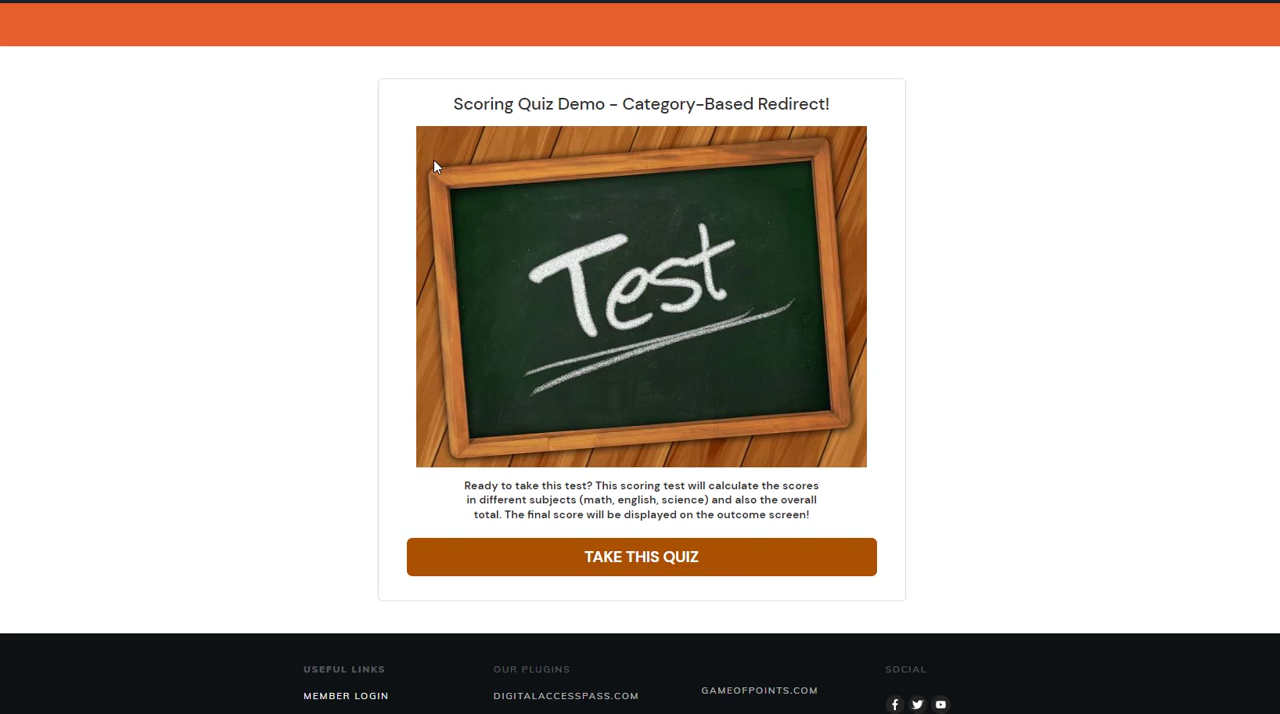 Scoring Quiz Demo - Category-Based Redirect!
Test
Ready to take this test? This scoring test will calculate the scores
in different subjects (math, english, science) and also the overall
total. The final score will be displayed on the outcome screen!
TAKE THIS QUIZ
USEFUL LINKS
OUR PLUGINS
SOCIAL
MEMBER LOGIN
DIGITALACCESSPASS.COM
GAMEOFPOINTS.COM